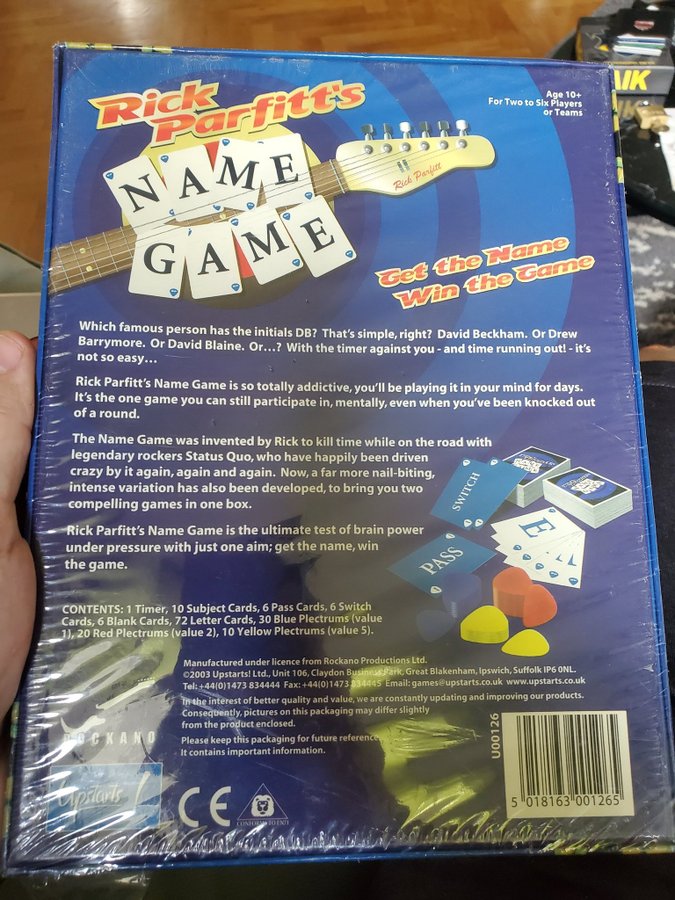 Rick
Parfitt's
NAME
GAME
Rick Parfitt
Age 10+
For Two to Six Players
or Teams
AIK
Get the Name
Win the Game
Which famous person has the initials DB? That's simple, right? David Beckham. Or Drew
Barrymore. Or David Blaine. Or...? With the timer against you - and time running out! - it's
not so easy...
Rick Parfitt's Name Game is so totally addictive, you'll be playing it in your mind for days.
It's the one game you can still participate in, mentally, even when you've been knocked out
of a round.
The Name Game was invented by Rick to kill time while on the road with
legendary rockers Status Quo, who have happily been driven
crazy by it again, again and again. Now, a far more nail-biting,
intense variation has also been developed, to bring you two
compelling games in one box.
SWITCH
PASS
E
Rick Parfitt's Name Game is the ultimate test of brain power
under pressure with just one aim; get the name, win
the game.
CONTENTS: 1 Timer, 10 Subject Cards, 6 Pass Cards, 6 Switch
Cards, 6 Blank Cards, 72 Letter Cards, 30 Blue Plectrums (value
1), 20 Red Plectrums (value 2), 10 Yellow Plectrums (value 5).
Manufactured under licence from Rockano Productions Ltd.
©2003 Upstarts! Ltd., Unit 106, Claydon Business Park, Great Blakenham, Ipswich, Suffolk IP6 0NL.
Tel: +44(0)1473 834444 Fax: +44(0)1473 834445 Email: games@upstarts.co.uk www.upstarts.co.uk
In the interest of better quality and value, we are constantly updating and improving our products.
Consequently, pictures on this packaging may differ slightly
from the product enclosed.
Please keep this packaging for future reference.
It contains important information.
ROCKANO
Upstarts!
CE
CONFORMS TO EN71
U00126
5 018163 001265